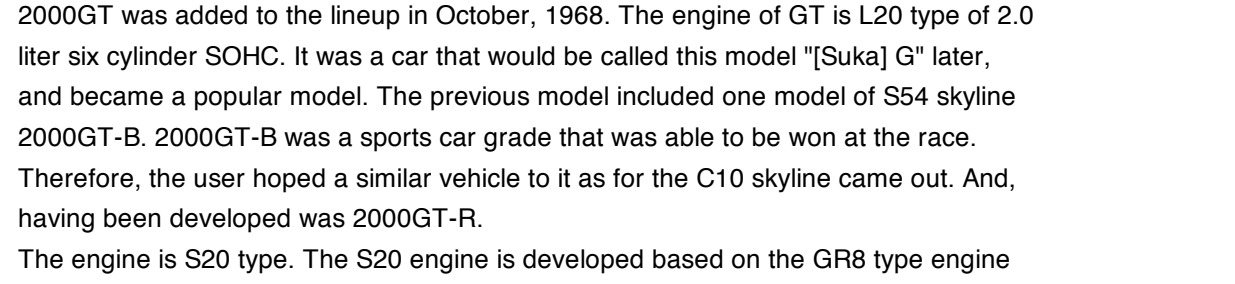 2000GT was added to the lineup in October, 1968. The engine of GT is L20 type of 2.0
liter six cylinder SOHC. It was a car that would be called this model "[Suka] G" later,
and became a popular model. The previous model included one model of S54 skyline
2000GT-B. 2000GT-B was a sports car grade that was able to be won at the race.
Therefore, the user hoped a similar vehicle to it as for the C10 skyline came out. And,
having been developed was 2000GT-R.
The engine is S20 type. The S20 engine is developed based on the GR8 type engine